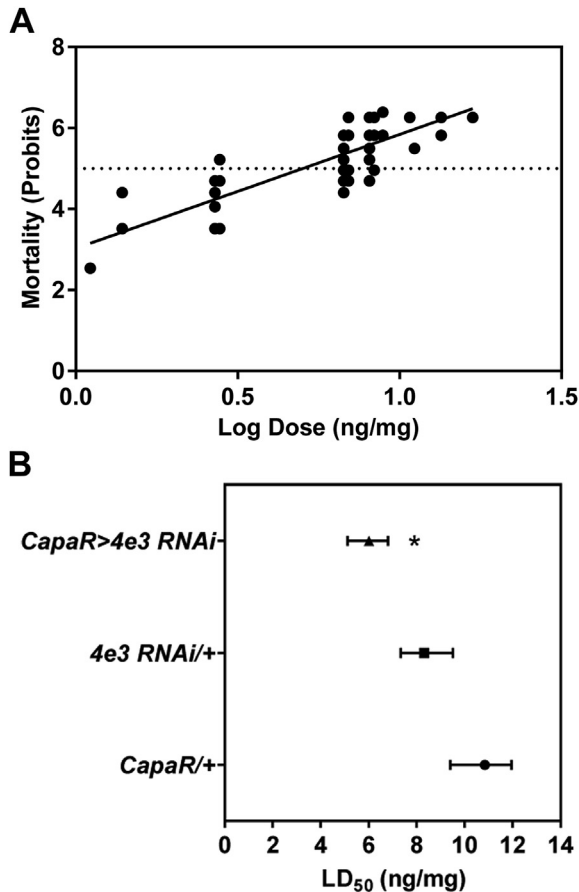 A
Mortality (Probits)
8
6
4
2
0
0.0 0.5 1.0 1.5
Log Dose (ng/mg)
B
CapaR>4e3 RNAi
*
4e3 RNAi/+
CapaR/+
0 2 4 6 8 10 12 14
LD50 (ng/mg)